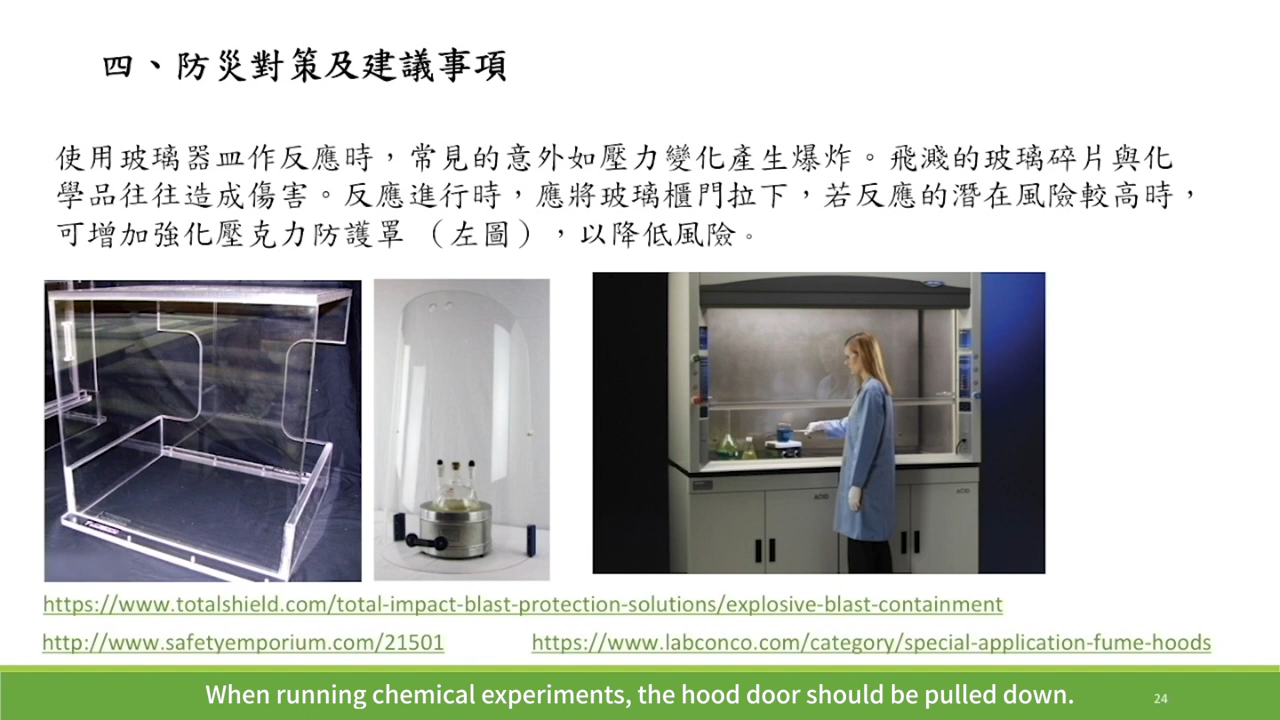 四、防災對策及建議事項
使用玻璃器皿作反應時，常見的意外如壓力變化產生爆炸。飛濺的玻璃碎片與化
學品往往造成傷害。反應進行時，應將玻璃櫃門拉下，若反應的潛在風險較高時，
可增加強化壓克力防護罩 （左圖），以降低風險。
ACID
ACID
https://www.totalshield.com/total-impact-blast-protection-solutions/explosive-blast-containment
http://www.safetyemporium.com/21501
https://www.labconco.com/category/special-application-fume-hoods
When running chemical experiments, the hood door should be pulled down.
24